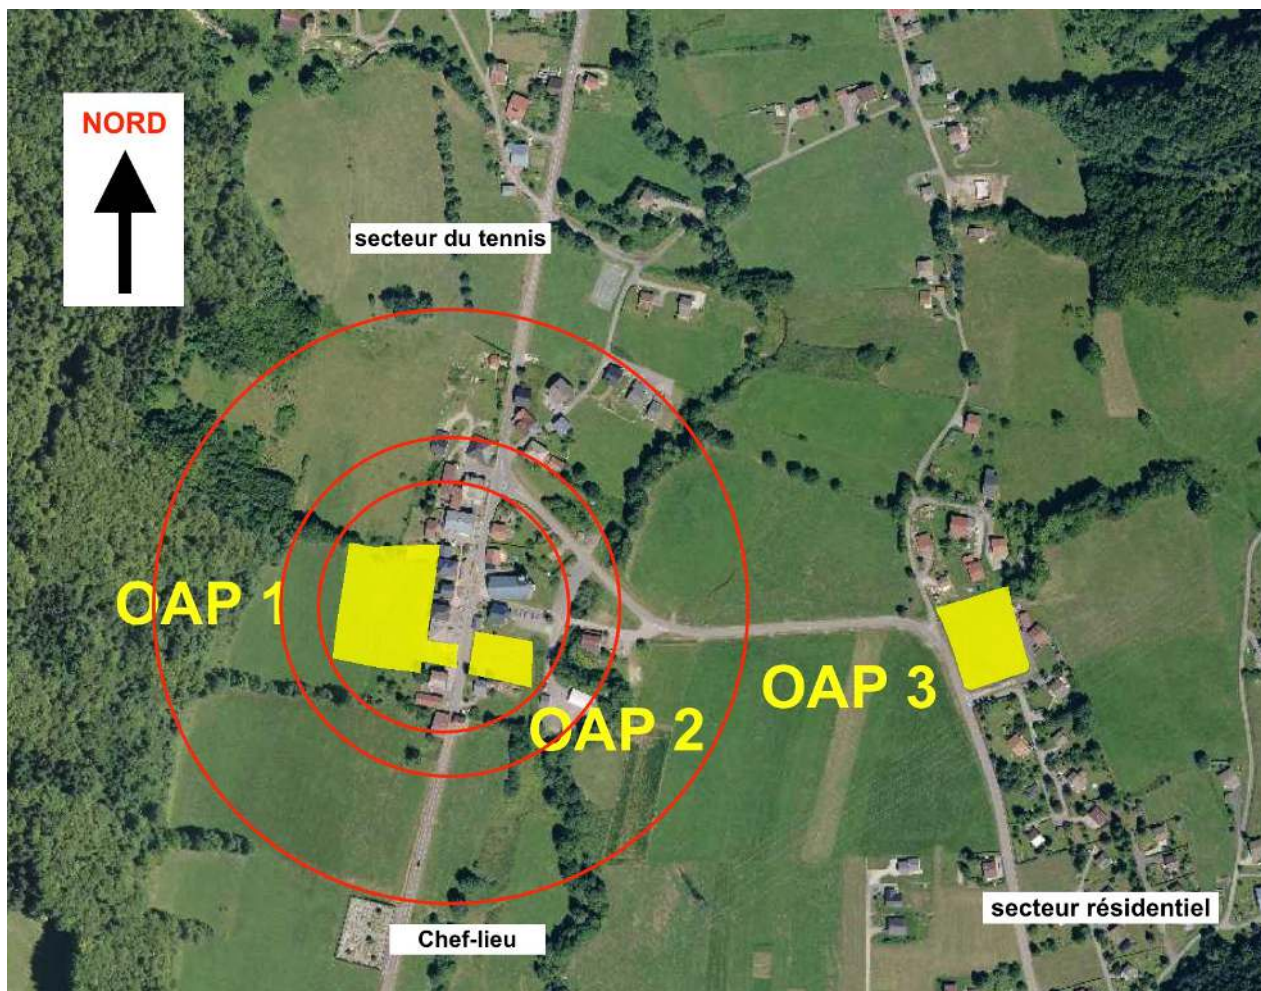 NORD
secteur du tennis
OAP 1
OAP 2
OAP 3
secteur résidentiel
Chef-lieu